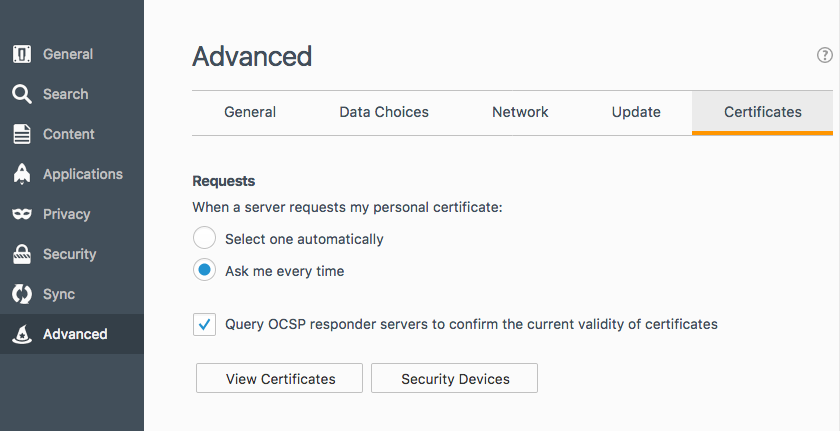 General
Search
Content
Applications
Privacy
Security
Sync
Advanced
Advanced
?
General
Data Choices
Network
Update
Certificates
Requests
When a server requests my personal certificate:
Select one automatically
Ask me every time
Query OCSP responder servers to confirm the current validity of certificates
View Certificates
Security Devices